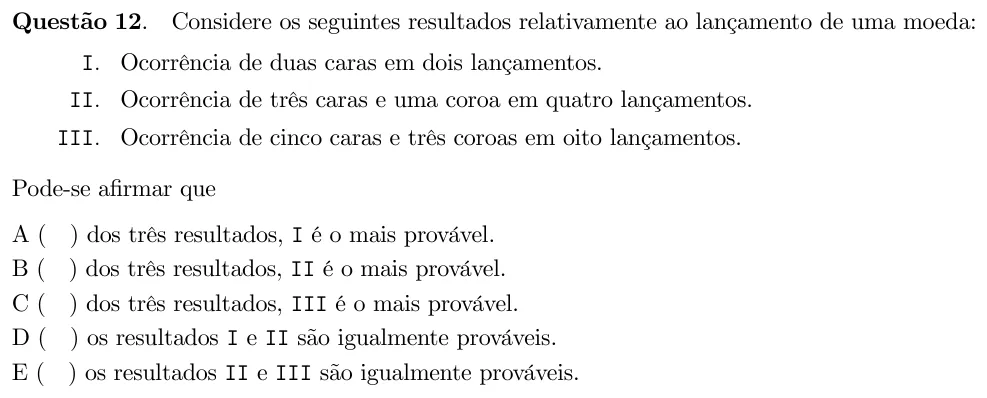 Questão 12. Considere os seguintes resultados relativamente ao lançamento de uma moeda:
I. Ocorrência de duas caras em dois lançamentos.
II. Ocorrência de três caras e uma coroa em quatro lançamentos.
III. Ocorrência de cinco caras e três coroas em oito lançamentos.
Pode-se afirmar que
A ( ) dos três resultados, I é o mais provável.
B ( ) dos três resultados, II é o mais provável.
C ( ) dos três resultados, III é o mais provável.
D ( ) os resultados I e II são igualmente prováveis.
E ( ) os resultados II e III são igualmente prováveis.